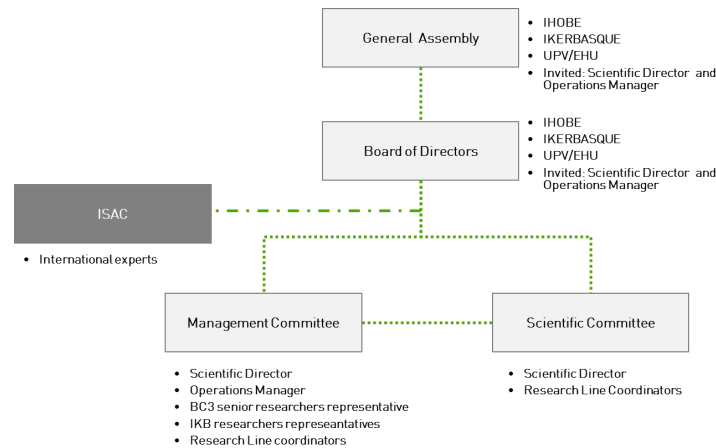 General Assembly
• IHOBE
• IKERBASQUE
• UPV/EHU
• Invited: Scientific Director and
Operations Manager
Board of Directors
• IHOBE
• IKERBASQUE
• UPV/EHU
• Invited: Scientific Director and
Operations Manager
ISAC
• International experts
Management Committee
• Scientific Director
• Operations Manager
• BC3 senior researchers representative
• IKB researchers represeantatives
• Research Line coordinators
Scientific Committee
• Scientific Director
• Research Line Coordinators